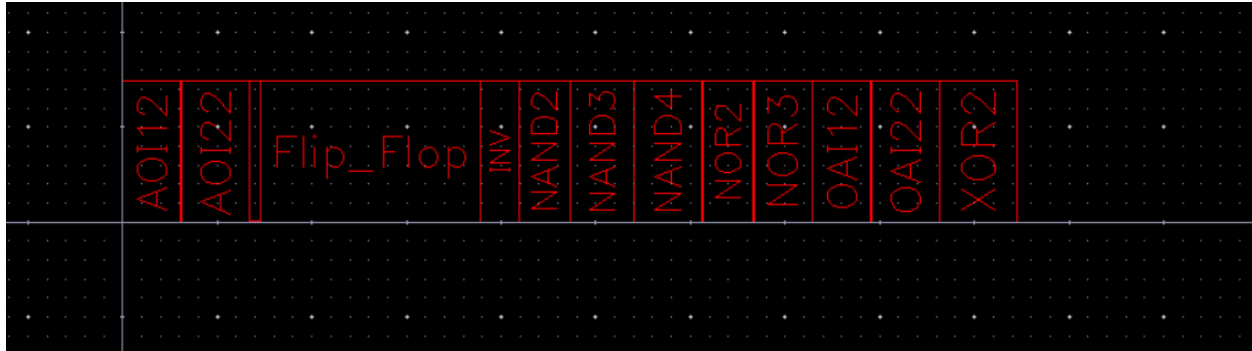 AOI12
AOI22
Flip_Flop
INV
NAND2
NAND3
NAND4
NOR2
NOR3
OAI12
OAI22
XOR2